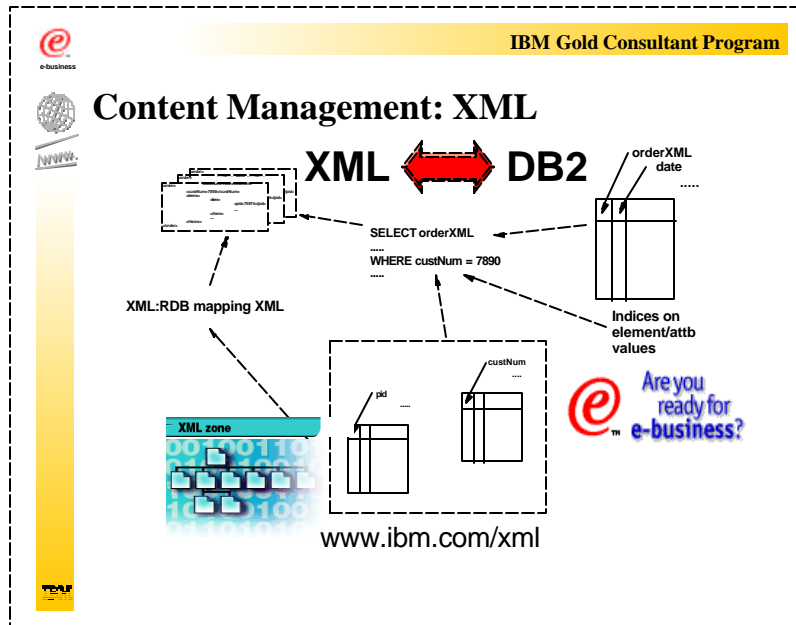 IBM Gold Consultant Program
e
e-business
www.
Content Management: XML
XML
DB2
orderXML
date
.....
SELECT orderXML
.....
WHERE custNum = 7890
.....
XML:RDB mapping XML
Indices on
element/attb
values
custNum
....
pid
....
XML zone
e
TM
Are you
ready for
e-business?
www.ibm.com/xml
IBM